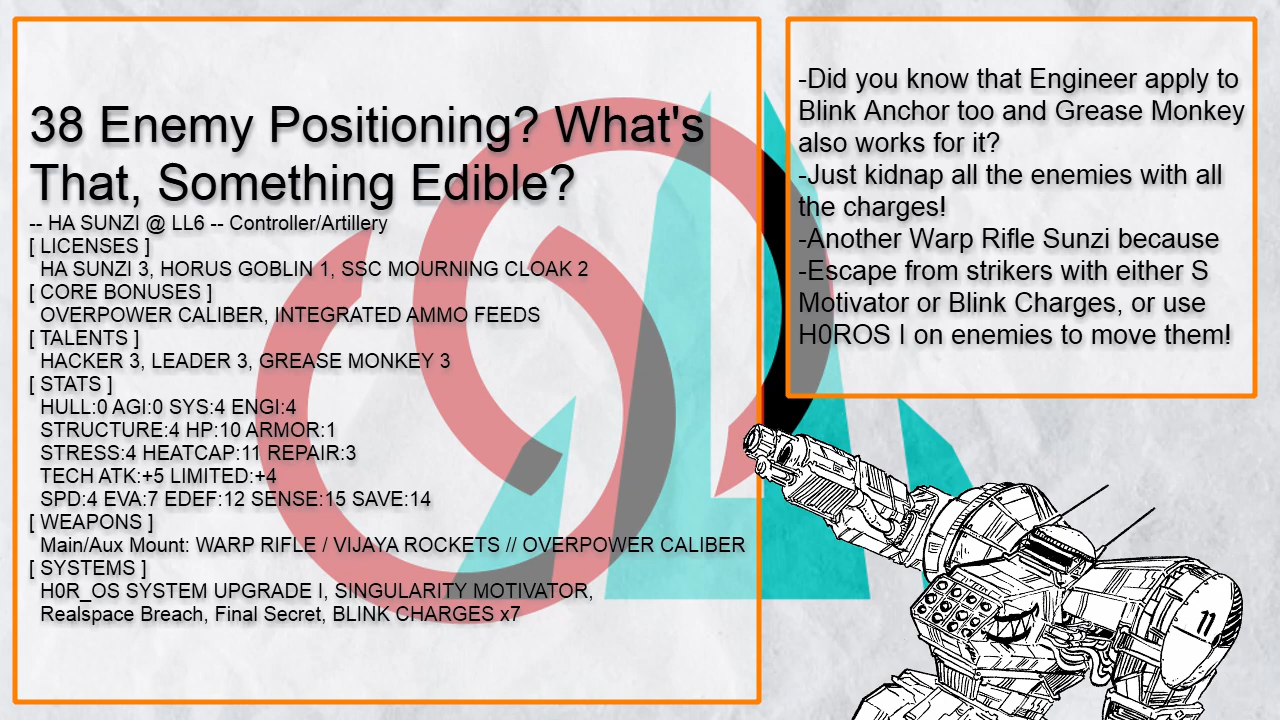 38 Enemy Positioning? What's
That, Something Edible?
-- HA SUNZI @ LL6 -- Controller/Artillery
[ LICENSES ]
HA SUNZI 3, HORUS GOBLIN 1, SSC MOURNING CLOAK 2
[ CORE BONUSES ]
OVERPOWER CALIBER, INTEGRATED AMMO FEEDS
[ TALENTS ]
HACKER 3, LEADER 3, GREASE MONKEY 3
[ STATS ]
HULL:0 AGI:0 SYS:4 ENGI:4
STRUCTURE:4 HP:10 ARMOR:1
STRESS:4 HEATCAP:11 REPAIR:3
TECH ATK:+5 LIMITED:+4
SPD:4 EVA:7 EDEF:12 SENSE:15 SAVE:14
[ WEAPONS ]
Main/Aux Mount: WARP RIFLE / VIJAYA ROCKETS // OVERPOWER CALIBER
[ SYSTEMS ]
H0R_OS SYSTEM UPGRADE I, SINGULARITY MOTIVATOR,
Realspace Breach, Final Secret, BLINK CHARGES x7
-Did you know that Engineer apply to
Blink Anchor too and Grease Monkey
also works for it?
-Just kidnap all the enemies with all
the charges!
-Another Warp Rifle Sunzi because
-Escape from strikers with either S
Motivator or Blink Charges, or use
H0ROS I on enemies to move them!
11